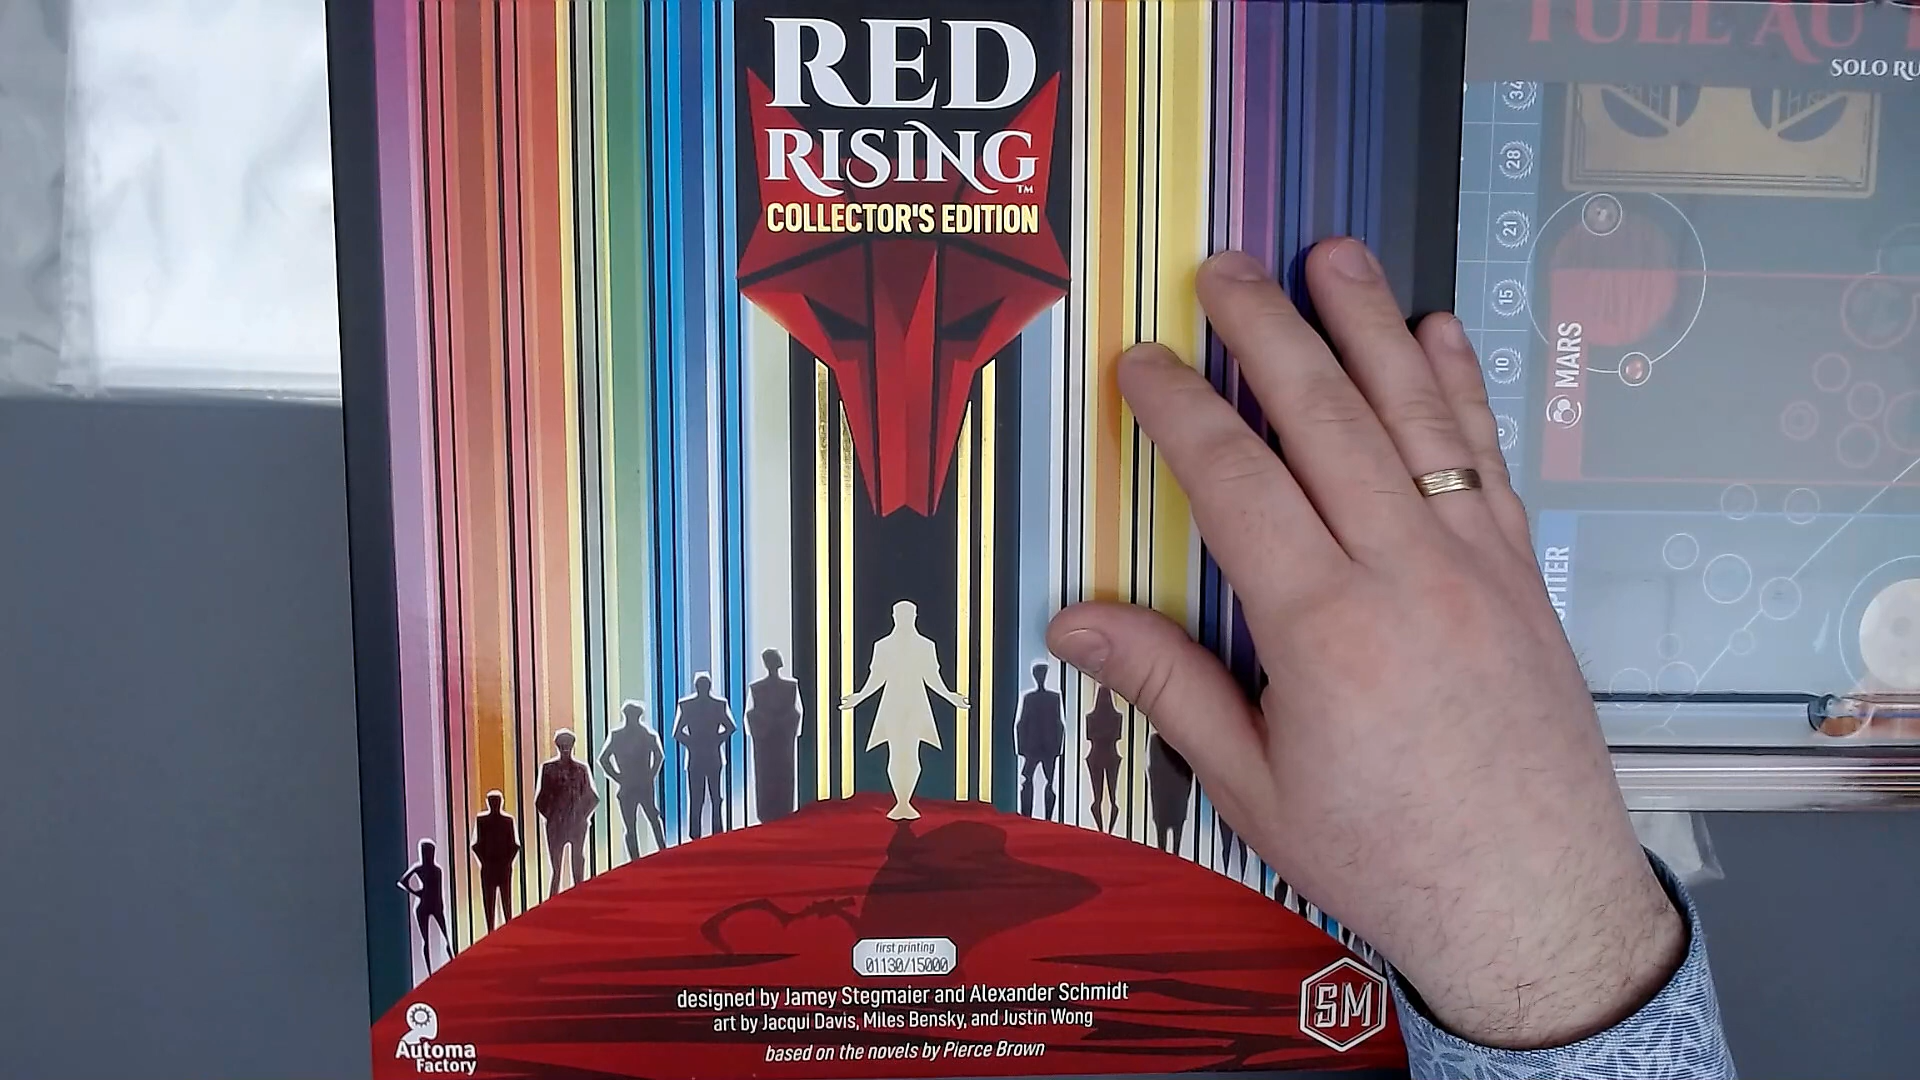 RED
RISING
TM
COLLECTOR'S EDITION
first printing
01130/15000
designed by Jamey Stegmaier and Alexander Schmidt
art by Jacqui Davis, Miles Bensky, and Justin Wong
based on the novels by Pierce Brown
Automa
Factory
SM
SOLO
34
28
21
15
10
MARS